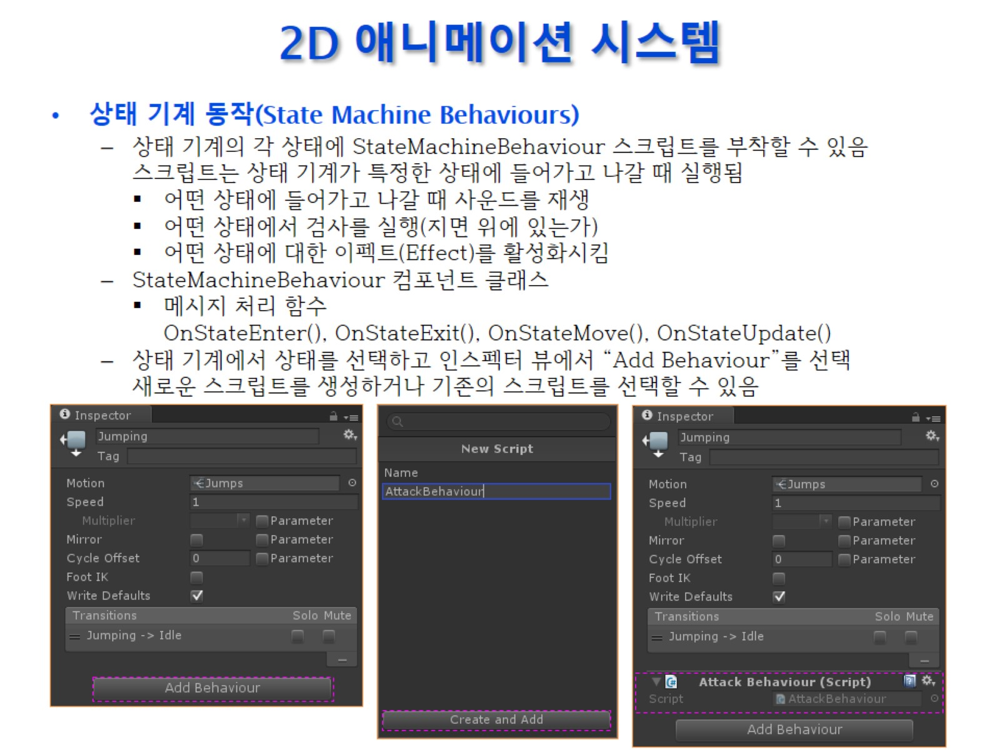 2D 애니메이션 시스템
• 상태 기계 동작(State Machine Behaviours)
– 상태 기계의 각 상태에 StateMachineBehaviour 스크립트를 부착할 수 있음
스크립트는 상태 기계가 특정한 상태에 들어가고 나갈 때 실행됨
▪ 어떤 상태에 들어가고 나갈 때 사운드를 재생
▪ 어떤 상태에서 검사를 실행(지면 위에 있는가)
▪ 어떤 상태에 대한 이펙트(Effect)를 활성화시킴
– StateMachineBehaviour 컴포넌트 클래스
▪ 메시지 처리 함수
OnStateEnter(), OnStateExit(), OnStateMove(), OnStateUpdate()
– 상태 기계에서 상태를 선택하고 인스펙터 뷰에서 “Add Behaviour”를 선택
새로운 스크립트를 생성하거나 기존의 스크립트를 선택할 수 있음
Inspector
Jumping
Tag
Motion Jumps
Speed 1
Multiplier Parameter
Mirror Parameter
Cycle Offset 0 Parameter
Foot IK
Write Defaults
Transitions Solo Mute
Jumping -> Idle
Add Behaviour
New Script
Name
AttackBehaviour
Create and Add
Inspector
Jumping
Tag
Motion Jumps
Speed 1
Multiplier Parameter
Mirror Parameter
Cycle Offset 0 Parameter
Foot IK
Write Defaults
Transitions Solo Mute
Jumping -> Idle
Attack Behaviour (Script)
Script AttackBehaviour
Add Behaviour